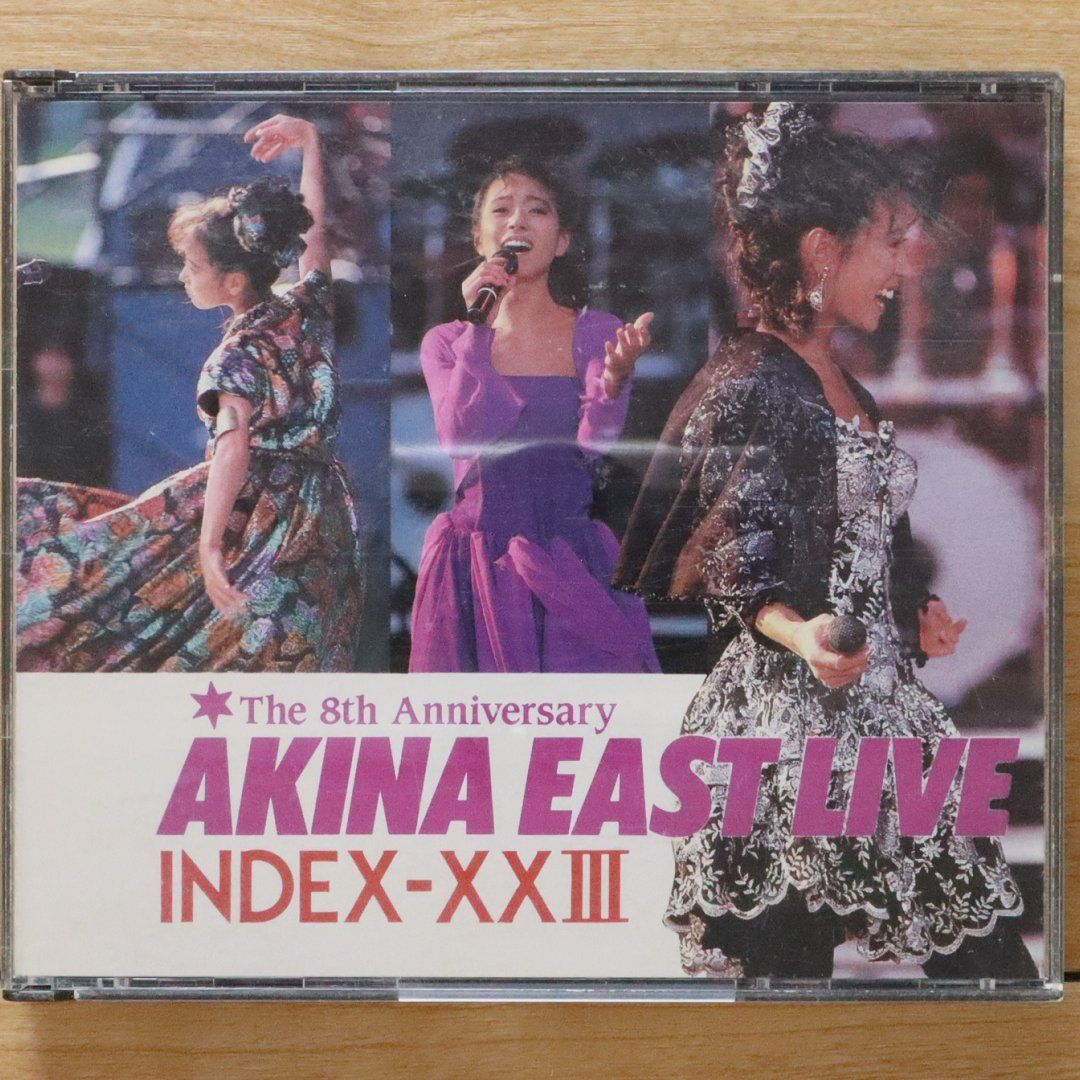 The 8th Anniversary
AKINA EAST LIVE
INDEX-XXIII